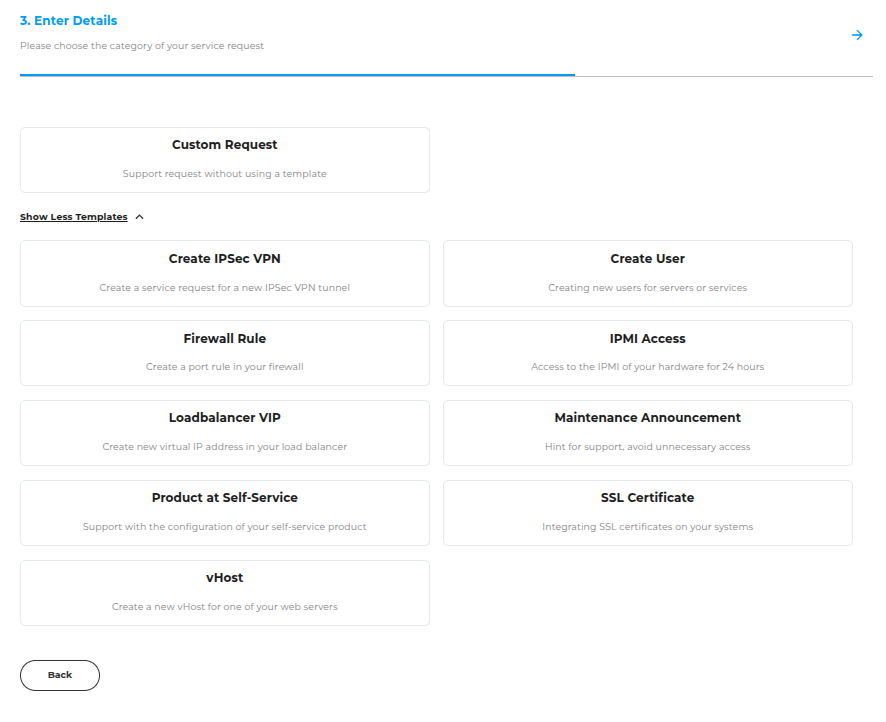 3. Enter Details
Please choose the category of your service request
Custom Request
Support request without using a template
Show Less Templates
Create IPSec VPN
Create a service request for a new IPSec VPN tunnel
Create User
Creating new users for servers or services
Firewall Rule
Create a port rule in your firewall
IPMI Access
Access to the IPMI of your hardware for 24 hours
Loadbalancer VIP
Create new virtual IP address in your load balancer
Maintenance Announcement
Hint for support, avoid unnecessary access
Product at Self-Service
Support with the configuration of your self-service product
SSL Certificate
Integrating SSL certificates on your systems
vHost
Create a new vHost for one of your web servers
Back